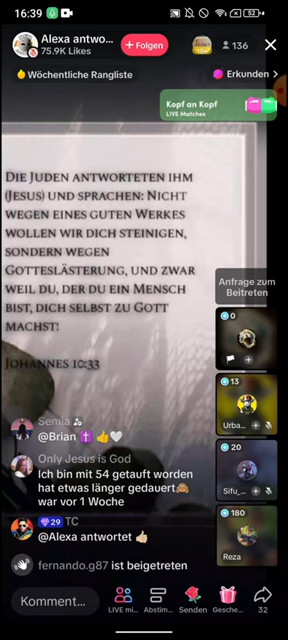 16:39
52
Alexa antwo...
75.9K Likes
+ Folgen
136
Wöchentliche Rangliste
Erkunden
Kopf an Kopf
LIVE Matches
Die Juden antworteten ihm
(Jesus) und sprachen: Nicht
wegen eines guten Werkes
wollen wir dich steinigen,
sondern wegen
Gotteslästerung, und zwar
weil du, der du ein Mensch
bist, dich selbst zu Gott
machst!
Johannes 10:33
Anfrage zum
Beitreten
0
13
Urba...
20
Sifu_...
180
Reza
Semia
@Brian ✝️👍🤍
Only Jesus is God
Ich bin mit 54 getauft worden
hat etwas länger gedauert🙈
war vor 1 Woche
29 TC
@Alexa antwortet 👍🏻
fernando.g87 ist beigetreten
Komment...
LIVE mi...
Abstim...
Senden
Gesche...
32